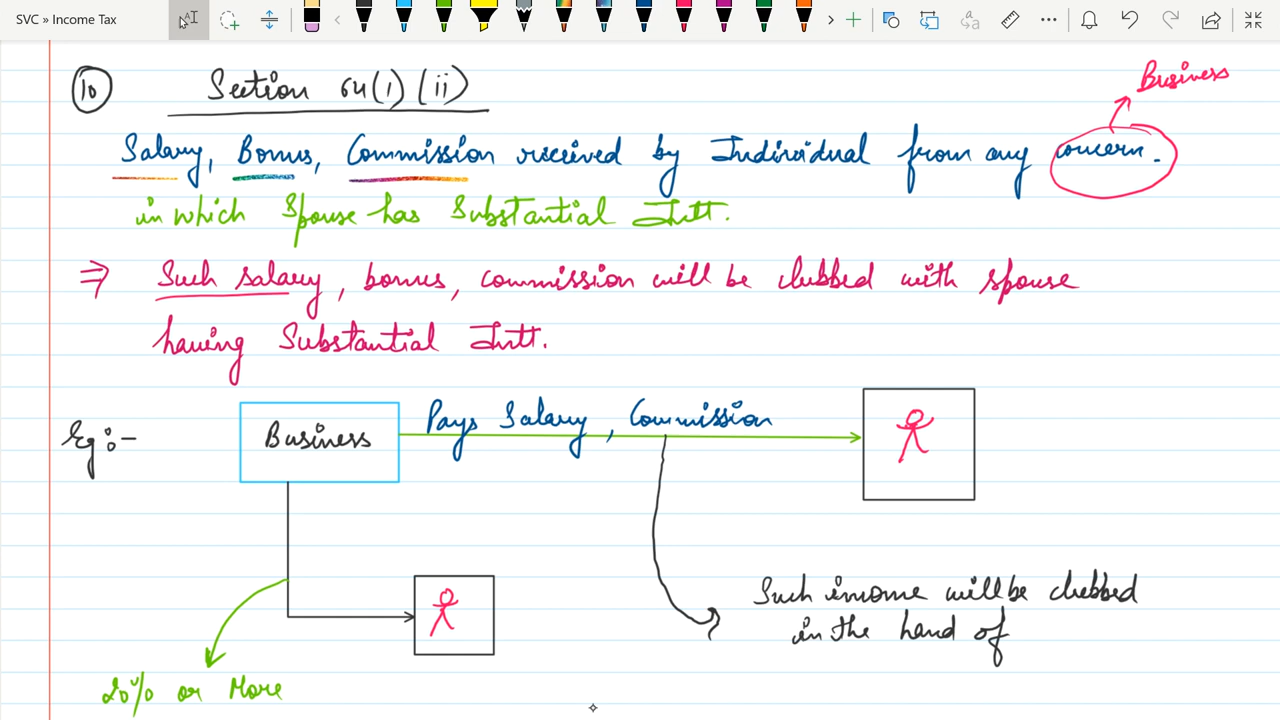 SVC » Income Tax
Business
10 Section 64(1)(ii)
Salary, Bonus, Commission received by Individual from any concern.
in which Spouse has Substantial Intt.
⇒ Such salary, bonus, commission will be clubbed with spouse
having Substantial Intt.
Eg:- Business Pays Salary, Commission
Such income will be clubbed
in the hand of
20% or More